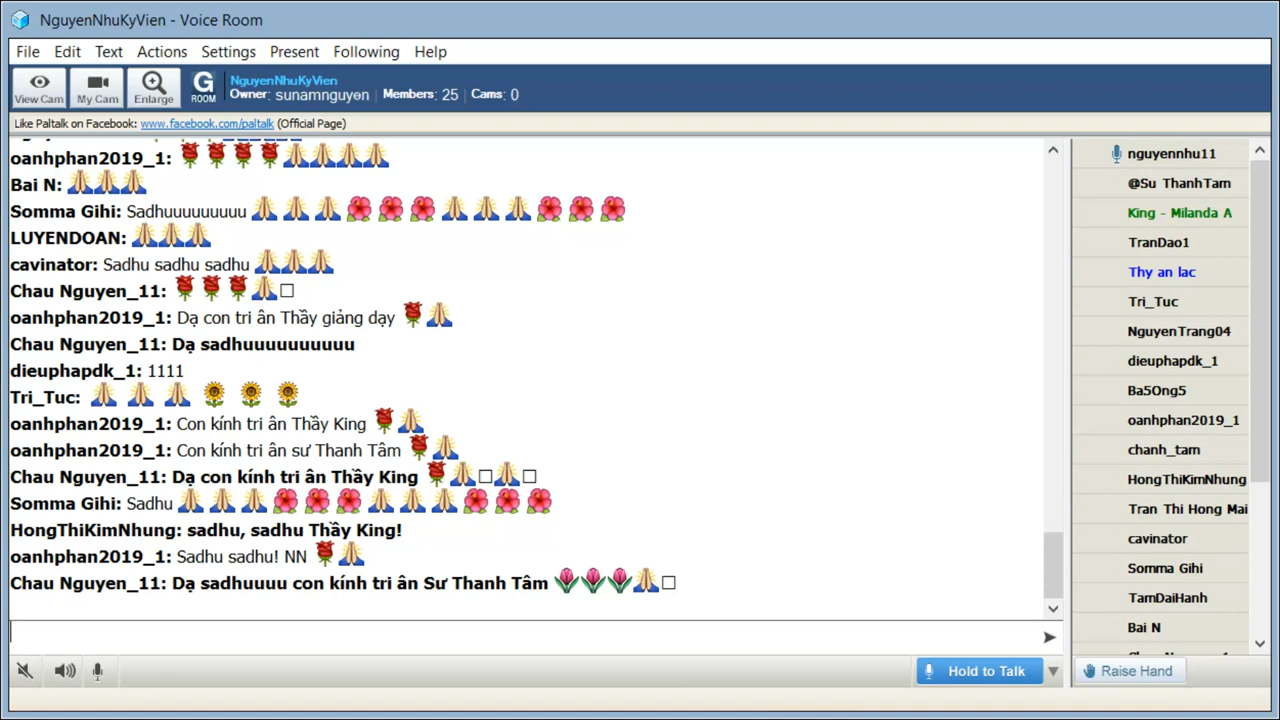 NguyenNhuKyVien - Voice Room
File Edit Text Actions Settings Present Following Help
View Cam My Cam Enlarge G ROOM
NguyenNhuKyVien
Owner: sunamnguyen Members: 25 Cams: 0
Like Paltalk on Facebook: www.facebook.com/paltalk (Official Page)
oanhphan2019_1:
Bai N:
Somma Gihi: Sadhuuuuuuuuu
LUYENDOAN:
cavinator: Sadhu sadhu sadhu
Chau Nguyen_11:
oanhphan2019_1: Dạ con tri ân Thầy giảng dạy
Chau Nguyen_11: Dạ sadhuuuuuuuuuuu
dieuphapdk_1: 1111
Tri_Tuc:
oanhphan2019_1: Con kính tri ân Thầy King
oanhphan2019_1: Con kính tri ân sư Thanh Tâm
Chau Nguyen_11: Dạ con kính tri ân Thầy King
Somma Gihi: Sadhu
HongThiKimNhung: sadhu, sadhu Thầy King!
oanhphan2019_1: Sadhu sadhu! NN
Chau Nguyen_11: Dạ sadhuuuu con kính tri ân Sư Thanh Tâm
nguyennhu11
@Su ThanhTam
King - Milanda A
TranDao1
Thy an lac
Tri_Tuc
NguyenTrang04
dieuphapdk_1
Ba5Ong5
oanhphan2019_1
chanh_tam
HongThiKimNhung
Tran Thi Hong Mai
cavinator
Somma Gihi
TamDaiHanh
Bai N
Hold to Talk
Raise Hand